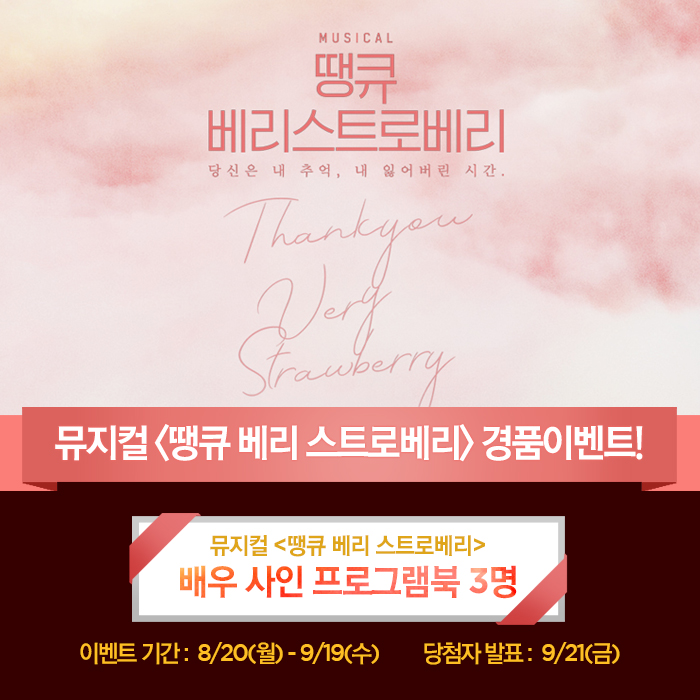 MUSICAL
땡큐
베리스트로베리
당신은 내 추억, 내 잃어버린 시간.
Thankyou
Very
Strawberry
뮤지컬 〈땡큐 베리 스트로베리〉 경품이벤트!
뮤지컬 <땡큐 베리 스트로베리>
배우 사인 프로그램북 3명
이벤트 기간 : 8/20(월) - 9/19(수) 당첨자 발표 : 9/21(금)